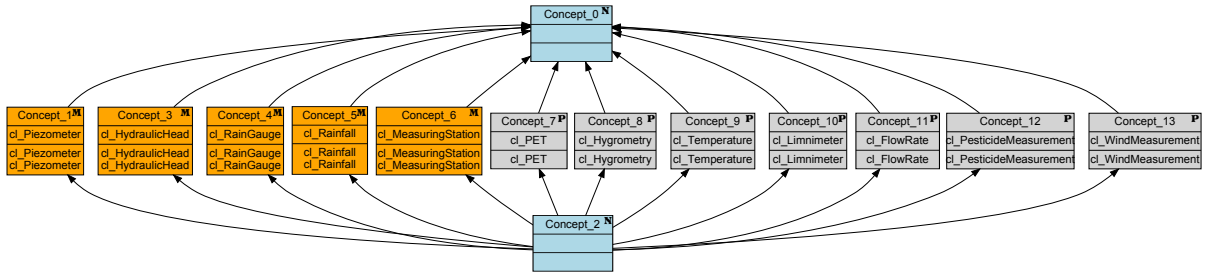 Concept_0 N
Concept_1 M
cl_Piezometer
cl_Piezometer
cl_Piezometer
Concept_3 M
cl_HydraulicHead
cl_HydraulicHead
cl_HydraulicHead
Concept_4 M
cl_RainGauge
cl_RainGauge
cl_RainGauge
Concept_5 M
cl_Rainfall
cl_Rainfall
cl_Rainfall
Concept_6 M
cl_MeasuringStation
cl_MeasuringStation
cl_MeasuringStation
Concept_7 P
cl_PET
cl_PET
Concept_8 P
cl_Hygrometry
cl_Hygrometry
Concept_9 P
cl_Temperature
cl_Temperature
Concept_10 P
cl_Limnimeter
cl_Limnimeter
Concept_11 P
cl_FlowRate
cl_FlowRate
Concept_12 P
cl_PesticideMeasurement
cl_PesticideMeasurement
Concept_13 P
cl_WindMeasurement
cl_WindMeasurement
Concept_2 N